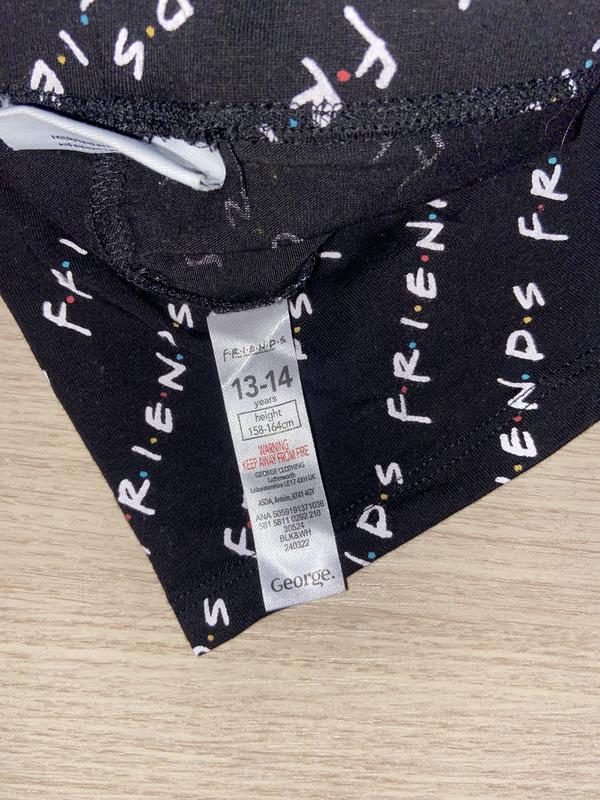 F·R·I·E·N·D·S
13-14
years
height
158-164cm
WARNING
KEEP AWAY FROM FIRE
GEORGE CLOTHING
Lutterworth
Leicestershire LE17 4XH UK
ASDA, Antrim, BT41 4GY
ANA 5059191371036
581 5811 0292 210
30524
BLK&WH
240322
George.
F·R·I·E·N·D·S
F·R·I·E·N·D·S
F·R·I·E·N